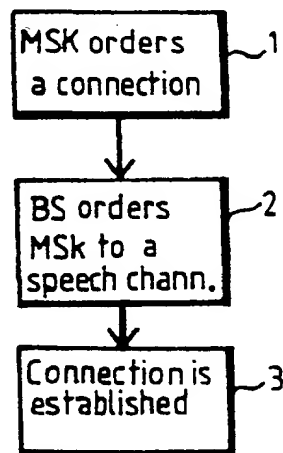 MSK orders
a connection
1
BS orders
MSk to a
speech chann.
2
Connection is
established
3